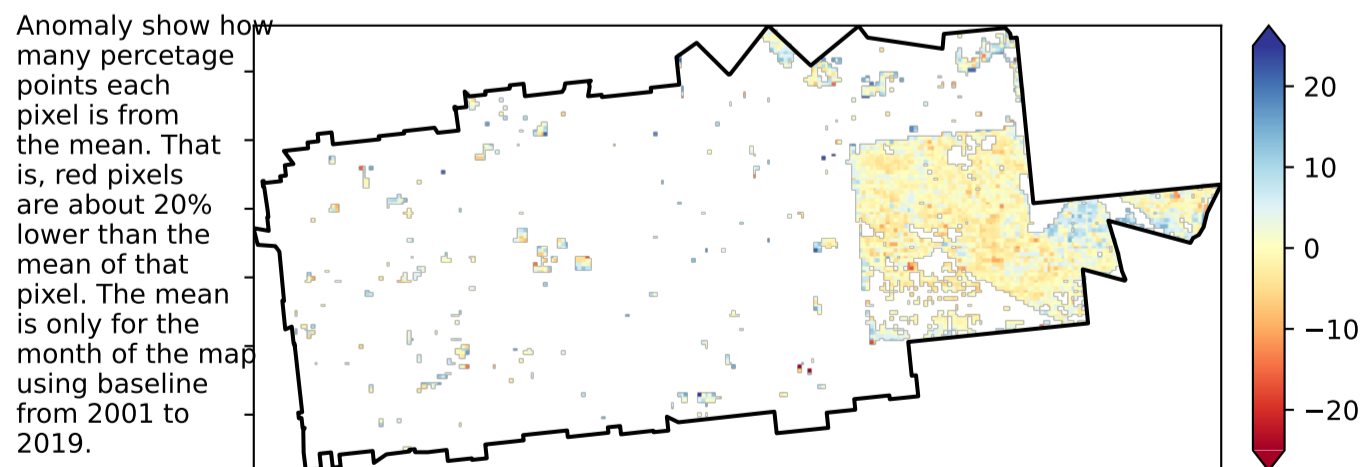 Anomaly show how
many percetage
points each
pixel is from
the mean. That
is, red pixels
are about 20%
lower than the
mean of that
pixel. The mean
is only for the
month of the map
using baseline
from 2001 to
2019.
20
10
0
−10
−20